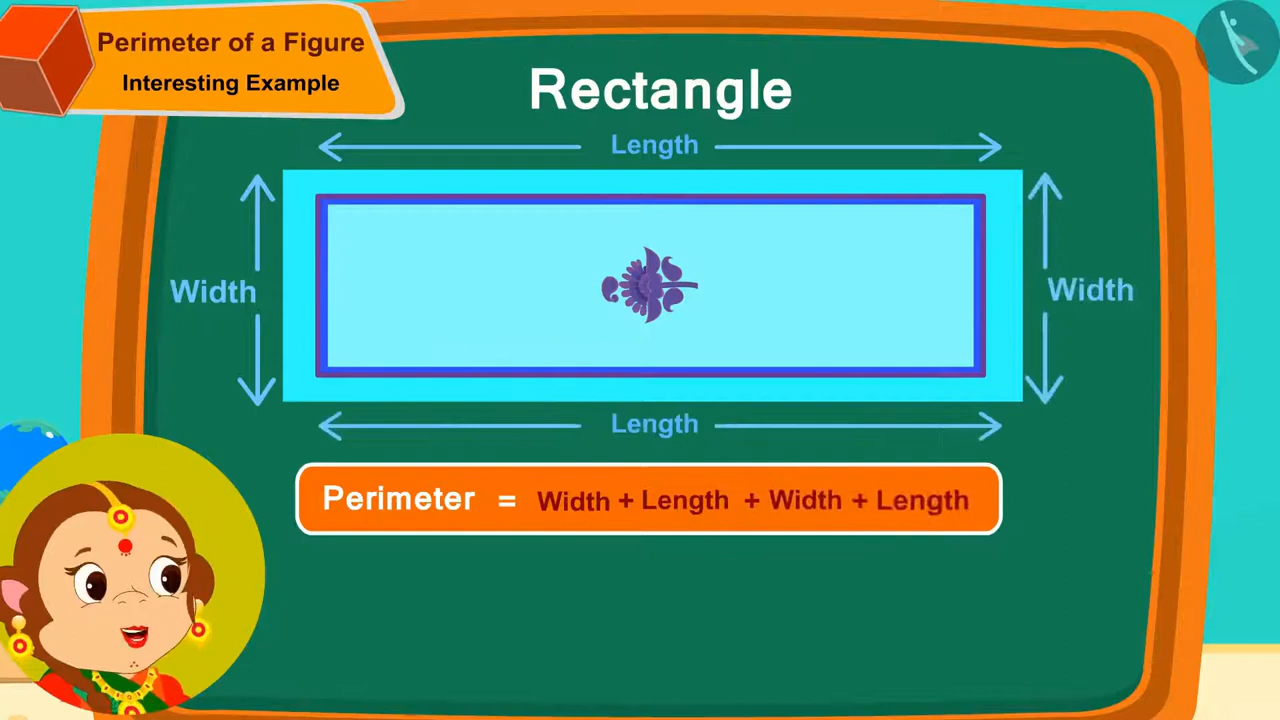 Perimeter of a Figure
Interesting Example
Rectangle
Length
Width
Width
Length
Perimeter = Width + Length + Width + Length